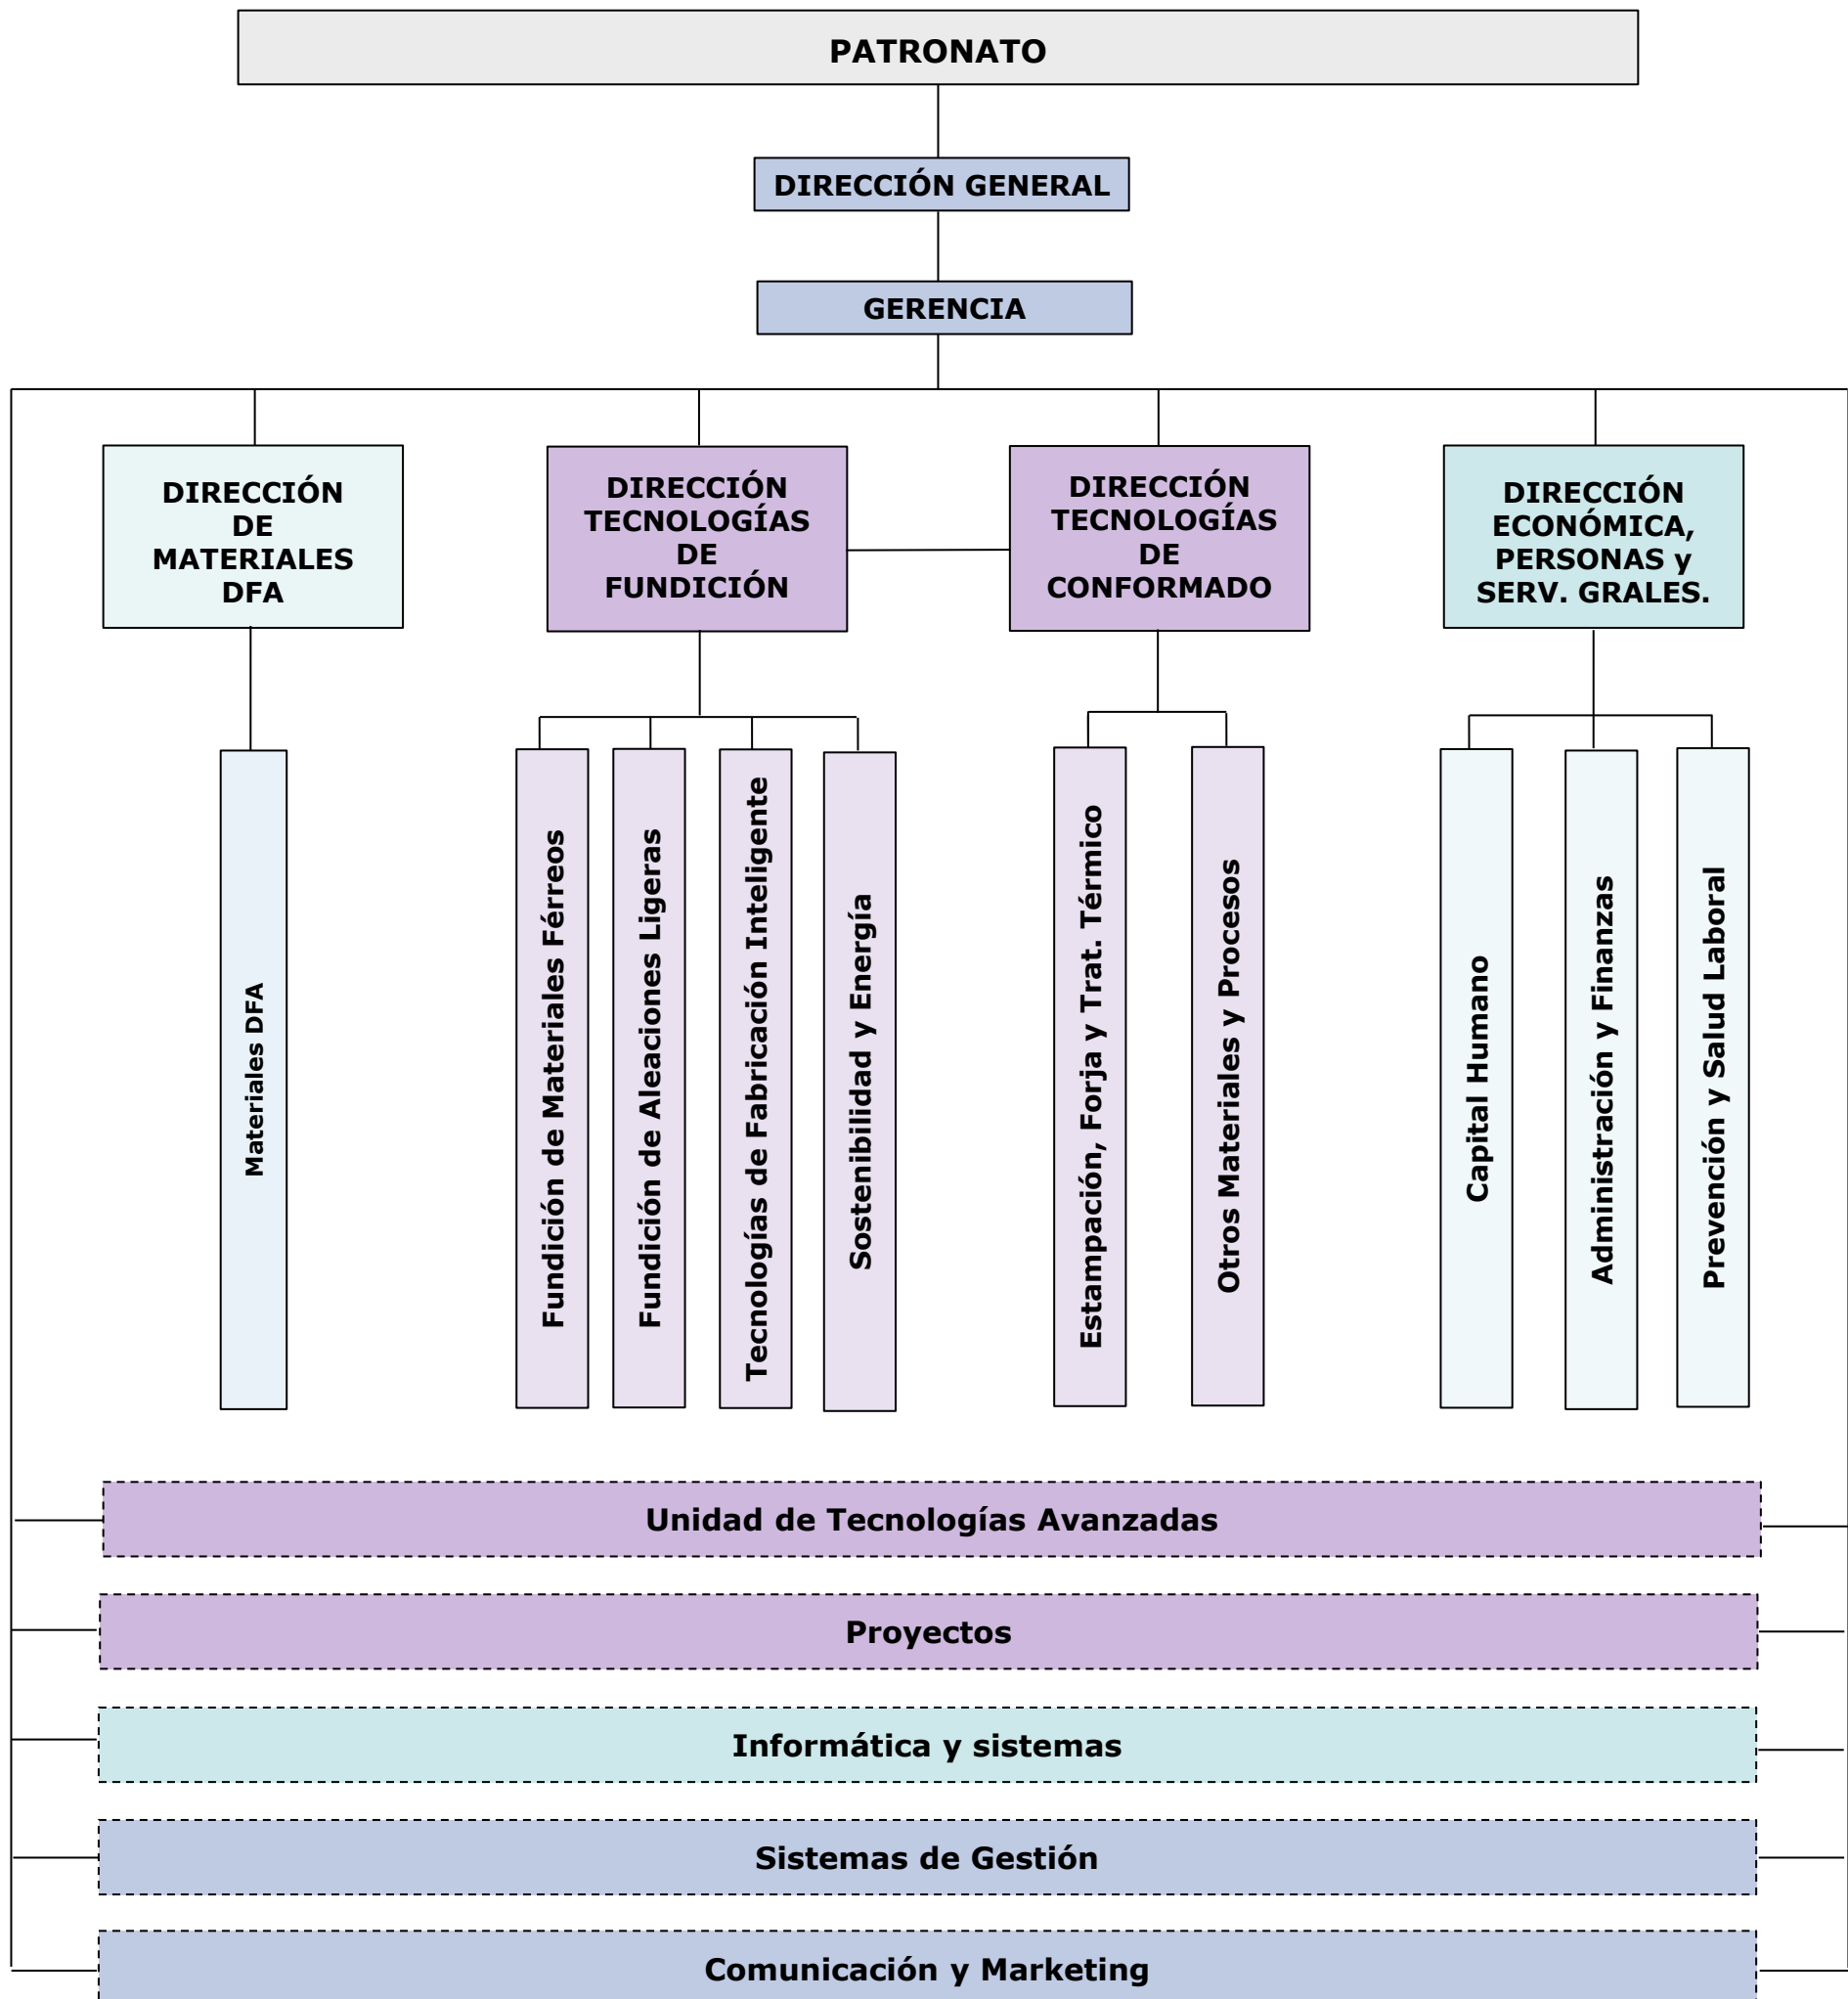 PATRONATO
DIRECCIÓN GENERAL
GERENCIA
DIRECCIÓN
DE
MATERIALES
DFA
DIRECCIÓN
TECNOLOGÍAS
DE
FUNDICIÓN
DIRECCIÓN
TECNOLOGÍAS
DE
CONFORMADO
DIRECCIÓN
ECONÓMICA,
PERSONAS y
SERV. GRALES.
Materiales DFA
Fundición de Materiales Férreos
Fundición de Aleaciones Ligeras
Tecnologías de Fabricación Inteligente
Sostenibilidad y Energía
Estampación, Forja y Trat. Térmico
Otros Materiales y Procesos
Capital Humano
Administración y Finanzas
Prevención y Salud Laboral
Unidad de Tecnologías Avanzadas
Proyectos
Informática y sistemas
Sistemas de Gestión
Comunicación y Marketing